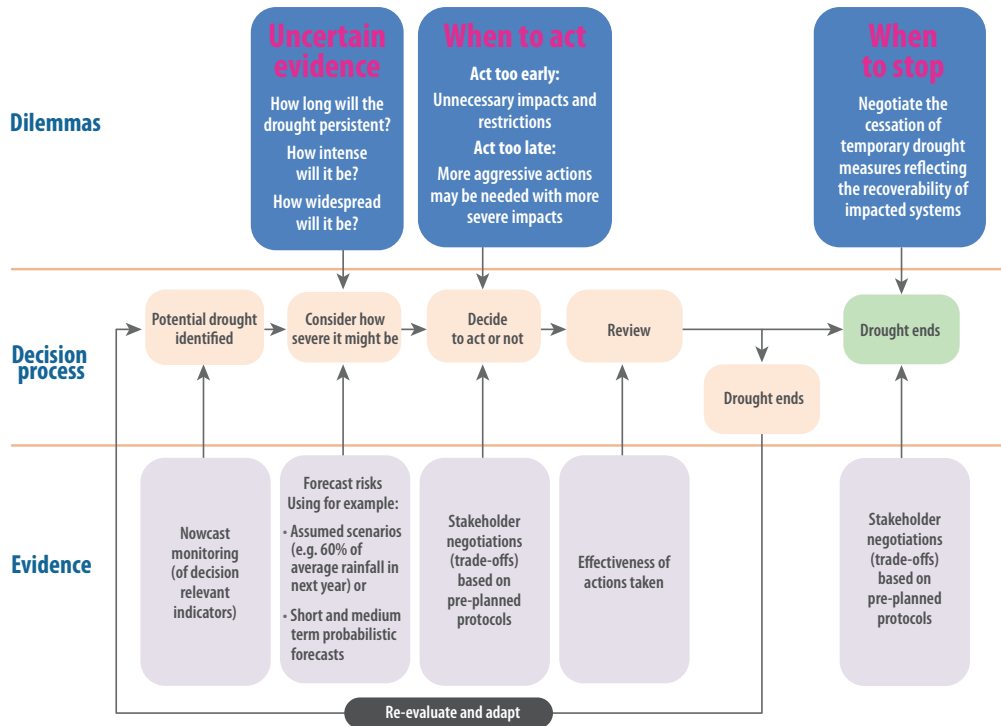 Dilemmas
Uncertain
evidence
How long will the
drought persistent?
How intense
will it be?
How widespread
will it be?
When to act
Act too early:
Unnecessary impacts and
restrictions
Act too late:
More aggressive actions
may be needed with more
severe impacts
When
to stop
Negotiate the
cessation of
temporary drought
measures reflecting
the recoverability of
impacted systems
Decision
process
Potential drought
identified
Consider how
severe it might be
Decide
to act or not
Review
Drought ends
Drought ends
Evidence
Nowcast
monitoring
(of decision
relevant
indicators)
Forecast risks
Using for example:
• Assumed scenarios
(e.g. 60% of
average rainfall in
next year) or
• Short and medium
term probabilistic
forecasts
Stakeholder
negotiations
(trade-offs)
based on
pre-planned
protocols
Effectiveness of
actions taken
Stakeholder
negotiations
(trade-offs)
based on
pre-planned
protocols
Re-evaluate and adapt